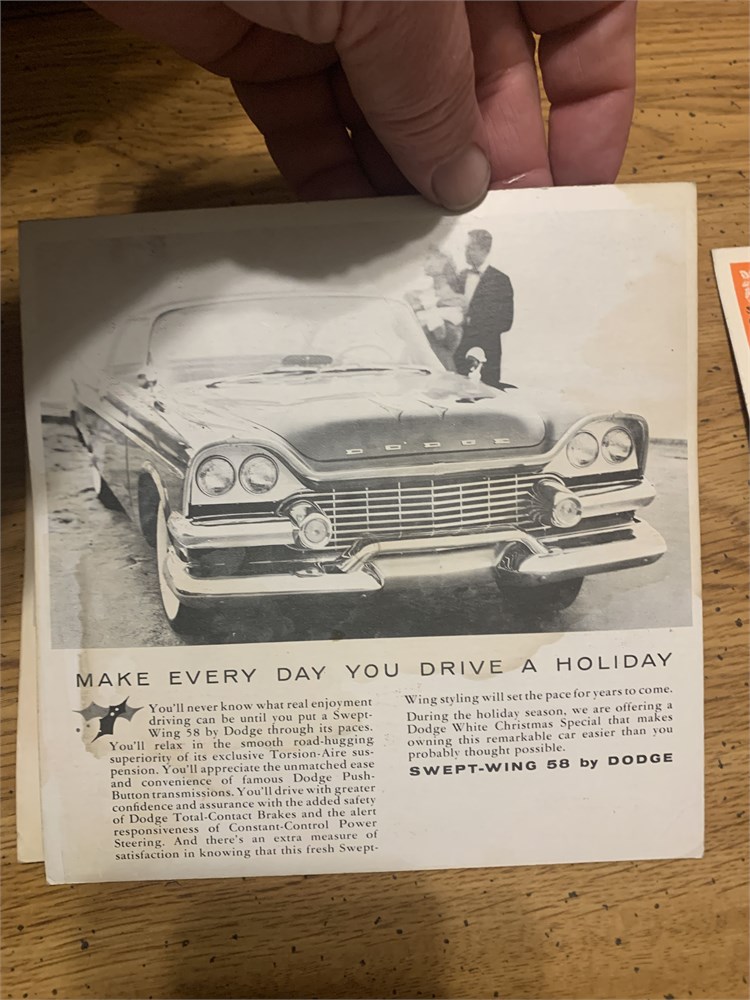 DODGE
MAKE EVERY DAY YOU DRIVE A HOLIDAY
You'll never know what real enjoyment
driving can be until you put a Swept-
Wing 58 by Dodge through its paces.
You'll relax in the smooth road-hugging
superiority of its exclusive Torsion-Aire sus-
pension. You'll appreciate the unmatched ease
and convenience of famous Dodge Push-
Button transmissions. You'll drive with greater
confidence and assurance with the added safety
of Dodge Total-Contact Brakes and the alert
responsiveness of Constant-Control Power
Steering. And there's an extra measure of
satisfaction in knowing that this fresh Swept-
Wing styling will set the pace for years to come.
During the holiday season, we are offering a
Dodge White Christmas Special that makes
owning this remarkable car easier than you
probably thought possible.
SWEPT-WING 58 by DODGE